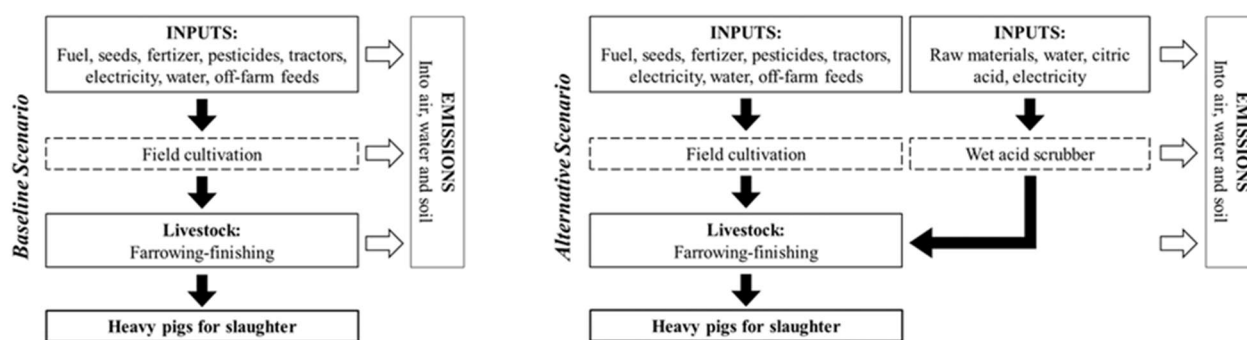 Baseline Scenario
INPUTS:
Fuel, seeds, fertizer, pesticides, tractors,
electricity, water, off-farm feeds
Field cultivation
Livestock:
Farrowing-finishing
Heavy pigs for slaughter
EMISSIONS
Into air, water and soil
Alternative Scenario
INPUTS:
Fuel, seeds, fertizer, pesticides, tractors,
electricity, water, off-farm feeds
INPUTS:
Raw materials, water, citric
acid, electricity
Field cultivation
Wet acid scrubber
Livestock:
Farrowing-finishing
Heavy pigs for slaughter
EMISSIONS
Into air, water and soil